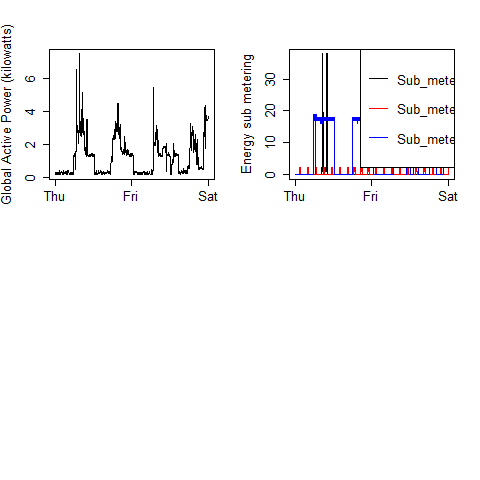 Global Active Power (kilowatts)
0 2 4 6
Thu Fri Sat
Energy sub metering
0 10 20 30
Thu Fri Sat
Sub_mete
Sub_mete
Sub_mete